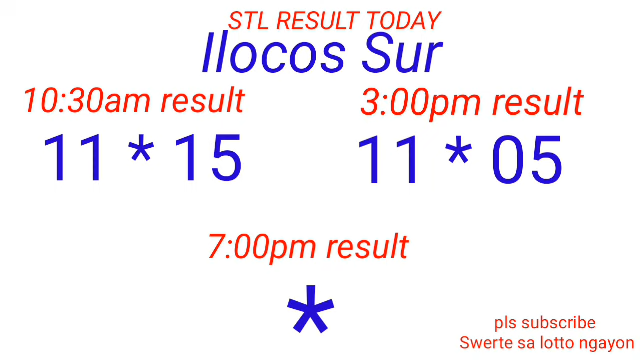 STL RESULT TODAY
Ilocos Sur
10:30am result
3:00pm result
11 * 15
11 * 05
7:00pm result
*
pls subscribe
Swerte sa lotto ngayon